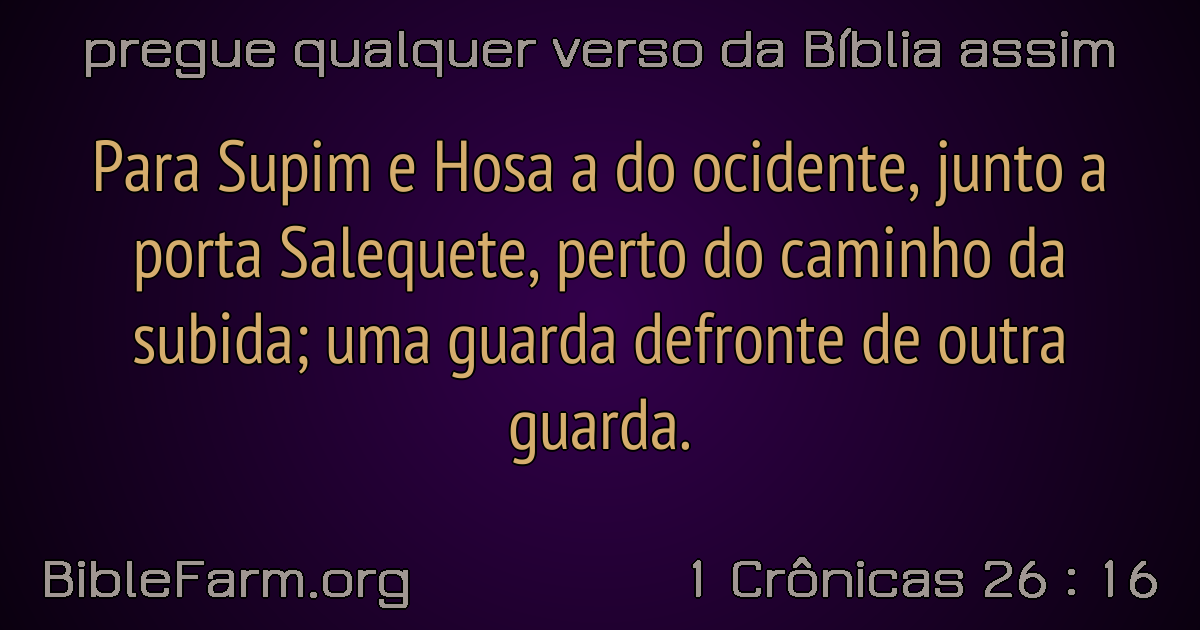 pregue qualquer verso da Bíblia assim
Para Supim e Hosa a do ocidente, junto a
porta Salequete, perto do caminho da
subida; uma guarda defronte de outra
guarda.
BibleFarm.org
1 Crônicas 26 : 16